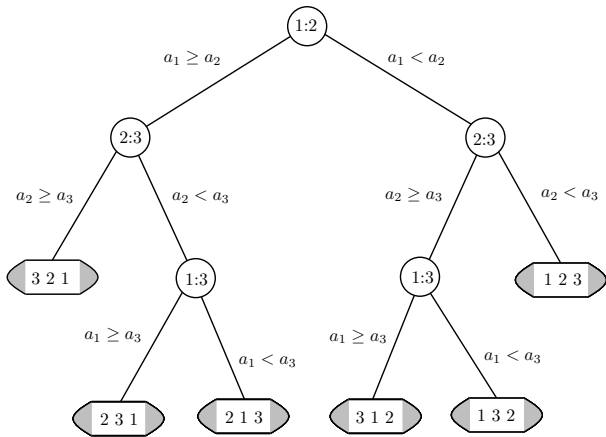 1:2
a₁ ≥ a₂
a₁ < a₂
2:3
2:3
a₂ ≥ a₃
a₂ < a₃
a₂ ≥ a₃
a₂ < a₃
3 2 1
1:3
1:3
1 2 3
a₁ ≥ a₃
a₁ < a₃
a₁ ≥ a₃
a₁ < a₃
2 3 1
2 1 3
3 1 2
1 3 2